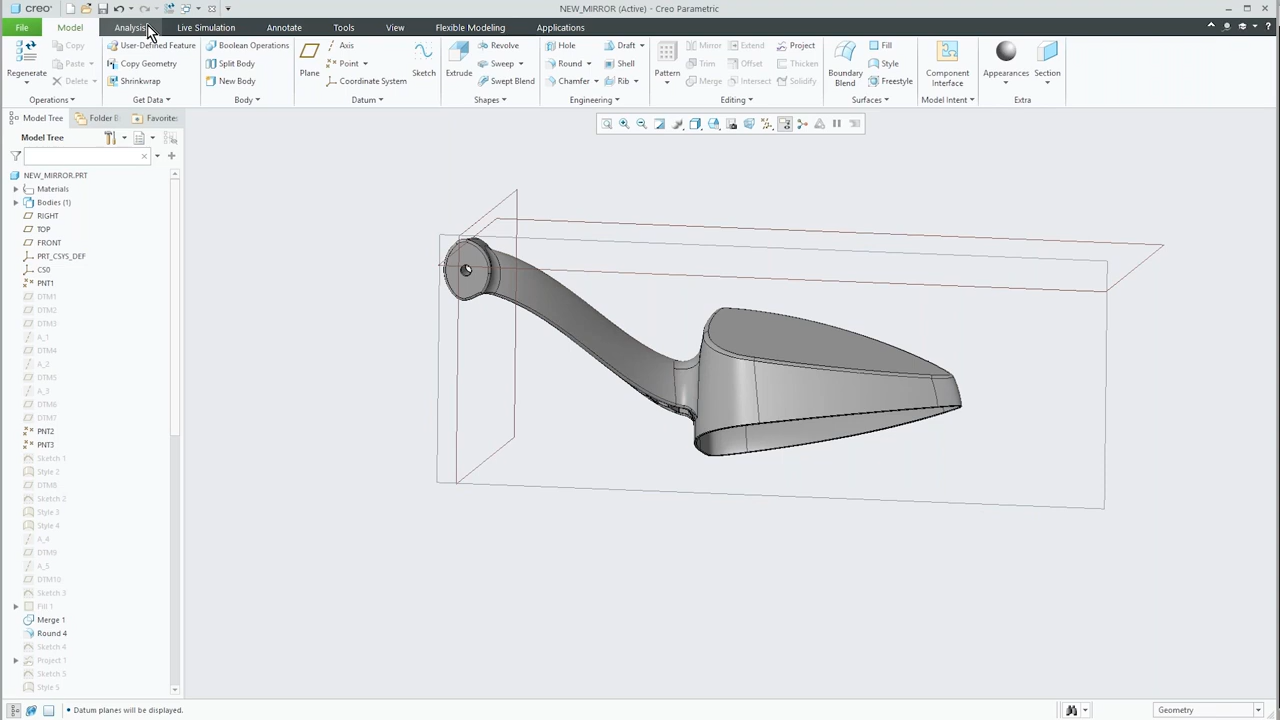 creo
NEW_MIRROR (Active) - Creo Parametric
File Model Analysis Live Simulation Annotate Tools View Flexible Modeling Applications
Regenerate
Copy
Paste
Delete
Operations
User-Defined Feature
Copy Geometry
Shrinkwrap
Get Data
Boolean Operations
Split Body
New Body
Body
Plane
Axis
Point
Coordinate System
Sketch
Datum
Extrude
Revolve
Sweep
Swept Blend
Shapes
Hole
Round
Chamfer
Draft
Shell
Rib
Engineering
Pattern
Mirror
Trim
Merge
Extend
Offset
Intersect
Project
Thicken
Solidify
Editing
Boundary
Blend
Fill
Style
Freestyle
Surfaces
Component
Interface
Model Intent
Appearances
Section
Extra
Model Tree Folder B Favorites
Model Tree
NEW_MIRROR.PRT
Materials
Bodies (1)
RIGHT
TOP
FRONT
PRT_CSYS_DEF
CS0
PNT1
DTM1
DTM2
DTM3
A_1
DTM4
A_2
DTM5
A_3
DTM6
DTM7
PNT2
PNT3
Sketch 1
Style 2
DTM8
Sketch 2
Style 3
Style 4
A_4
DTM9
A_5
DTM10
Sketch 3
Fill 1
Merge 1
Round 4
Sketch 4
Project 1
Sketch 5
Style 5
• Datum planes will be displayed.
Geometry